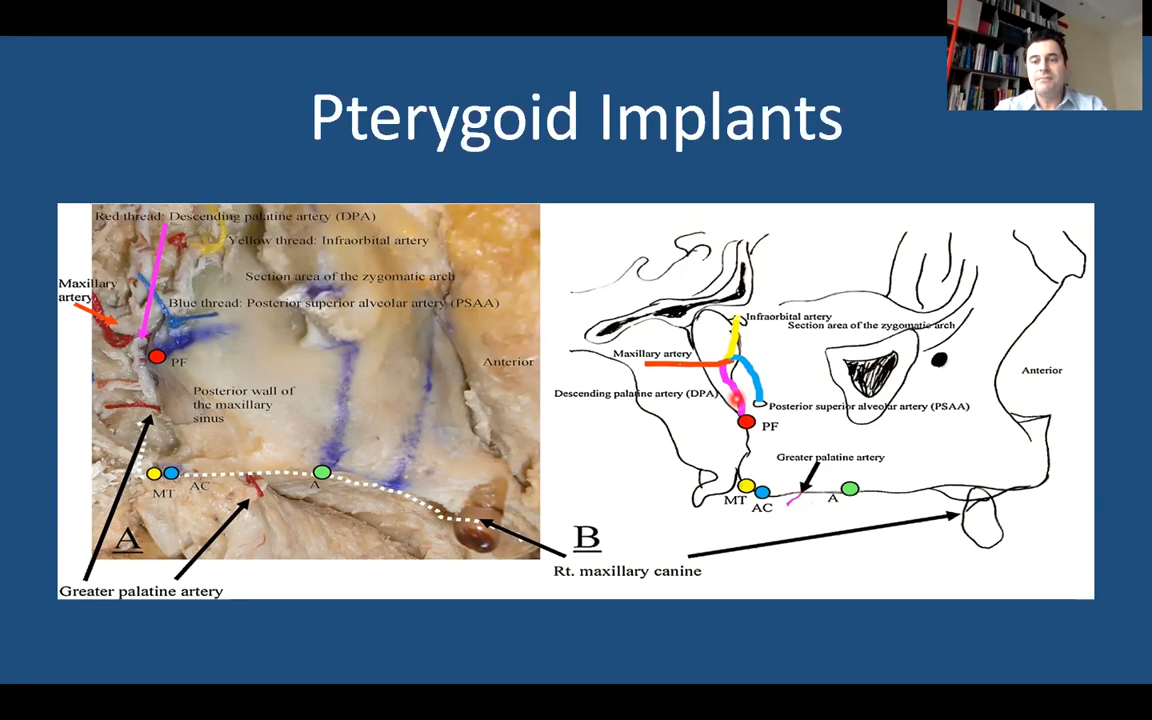 Pterygoid Implants
Red thread: Descending palatine artery (DPA)
Yellow thread: Infraorbital artery
Section area of the zygomatic arch
Maxillary
artery
Blue thread: Posterior superior alveolar artery (PSAA)
PF
Anterior
Posterior wall of
the maxillary
sinus
MT
AC
A
A
Greater palatine artery
Infraorbital artery
Section area of the zygomatic arch
Maxillary artery
Anterior
Descending palatine artery (DPA)
Posterior superior alveolar artery (PSAA)
PF
Greater palatine artery
MT
AC
A
B
Rt. maxillary canine